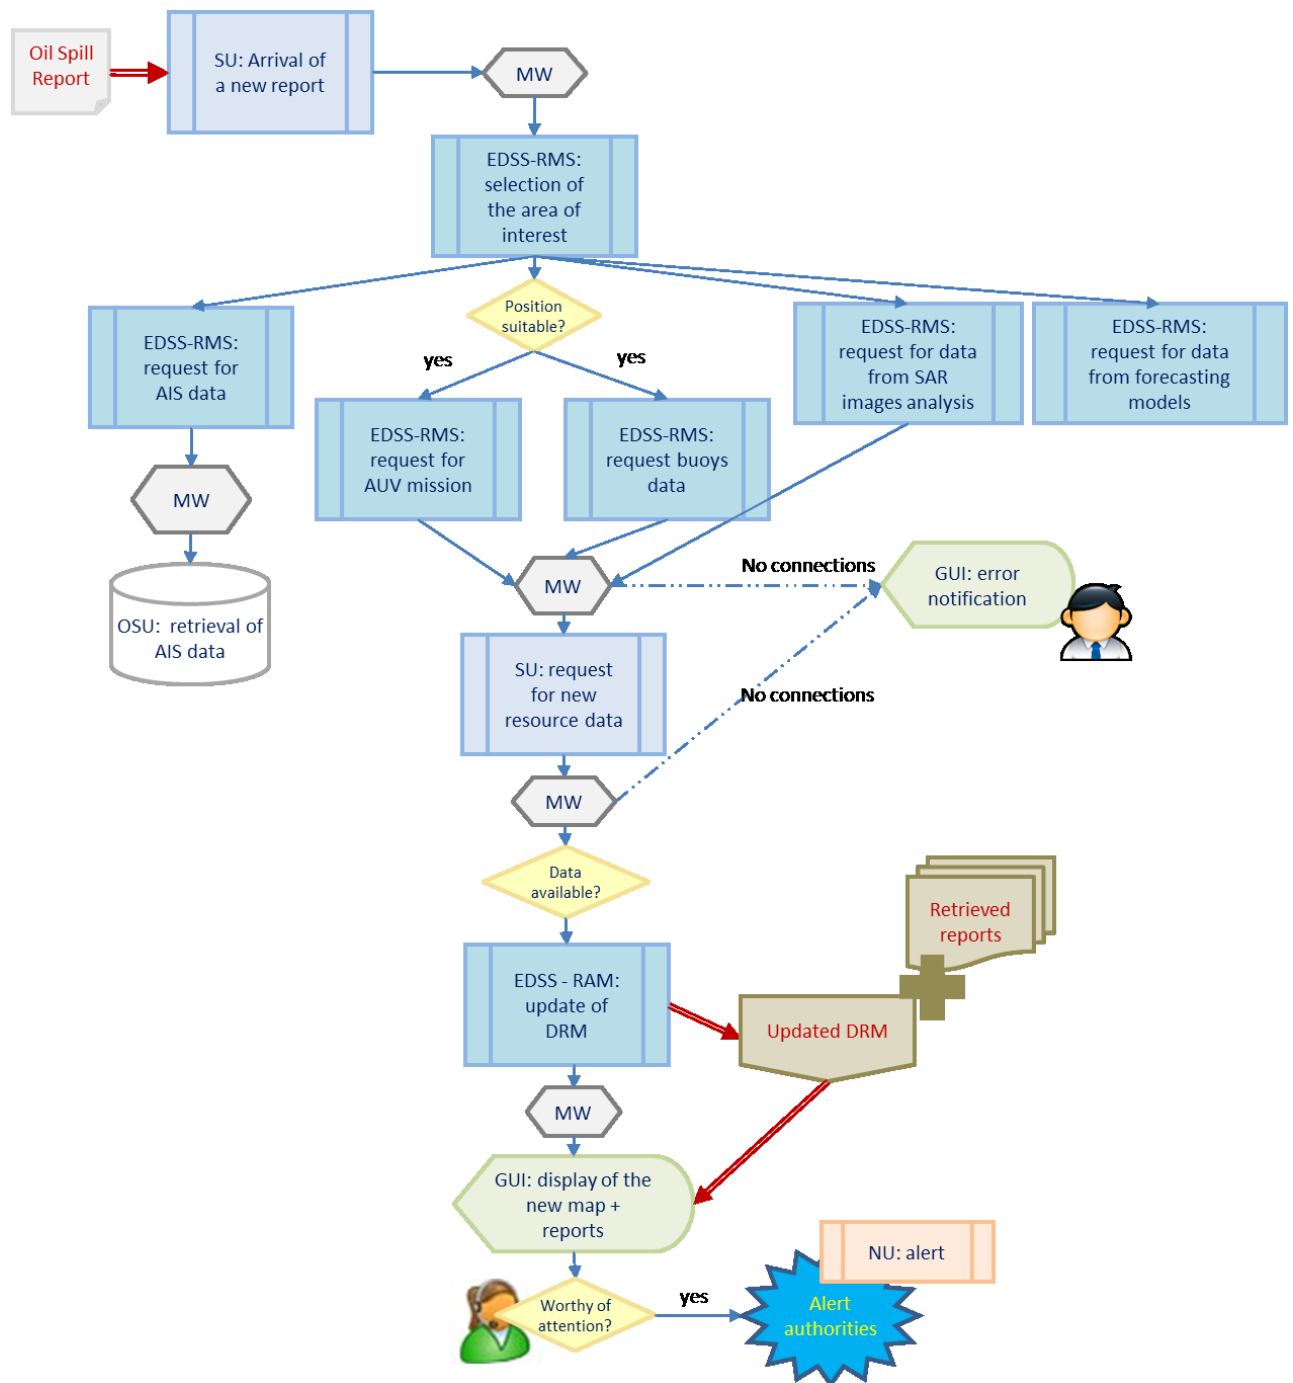 Oil Spill
Report
SU: Arrival of
a new report
MW
EDSS-RMS:
selection of
the area of
interest
Position
suitable?
yes
yes
EDSS-RMS:
request for
AIS data
EDSS-RMS:
request for data
from SAR
images analysis
EDSS-RMS:
request for data
from forecasting
models
EDSS-RMS:
request for
AUV mission
EDSS-RMS:
request buoys
data
MW
OSU: retrieval of
AIS data
MW
No connections
GUI: error
notification
SU: request
for new
resource data
No connections
MW
Data
available?
Retrieved
reports
EDSS - RAM:
update of
DRM
Updated DRM
MW
GUI: display of the
new map +
reports
NU: alert
Worthy of
attention?
yes
Alert
authorities